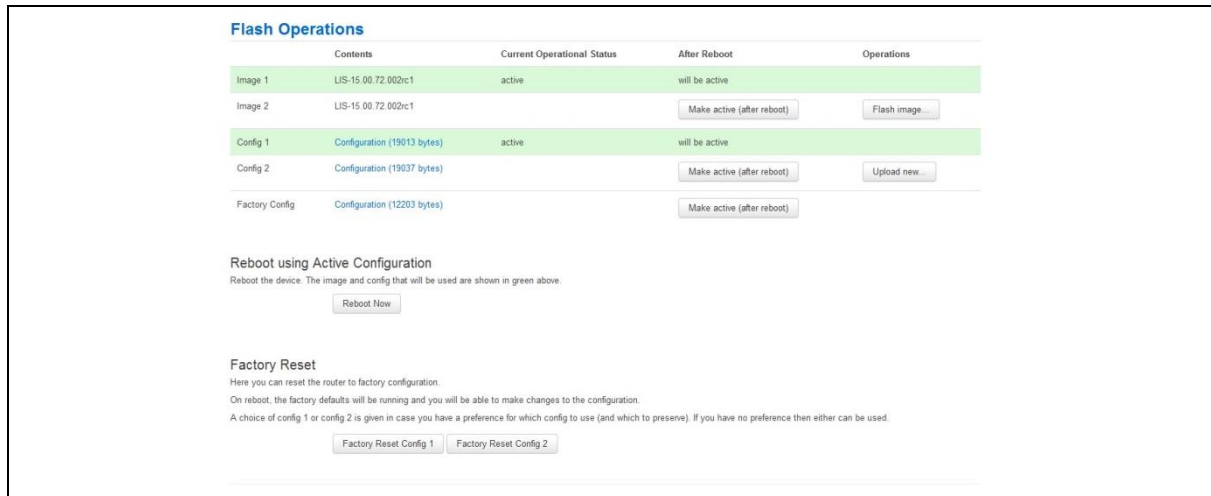 Flash Operations
Contents Current Operational Status After Reboot Operations
Image 1 LIS-15.00.72.002rc1 active will be active
Image 2 LIS-15.00.72.002rc1 Make active (after reboot) Flash image...
Config 1 Configuration (19013 bytes) active will be active
Config 2 Configuration (19037 bytes) Make active (after reboot) Upload new...
Factory Config Configuration (12203 bytes) Make active (after reboot)
Reboot using Active Configuration
Reboot the device. The image and config that will be used are shown in green above.
Reboot Now
Factory Reset
Here you can reset the router to factory configuration.
On reboot, the factory defaults will be running and you will be able to make changes to the configuration.
A choice of config 1 or config 2 is given in case you have a preference for which config to use (and which to preserve). If you have no preference then either can be used.
Factory Reset Config 1 Factory Reset Config 2